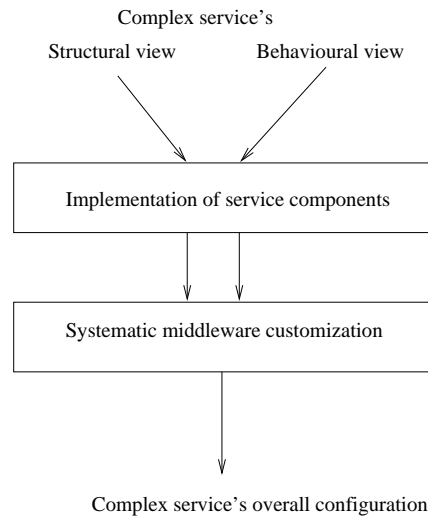 Complex service's
Structural view
Behavioural view
Implementation of service components
Systematic middleware customization
Complex service's overall configuration